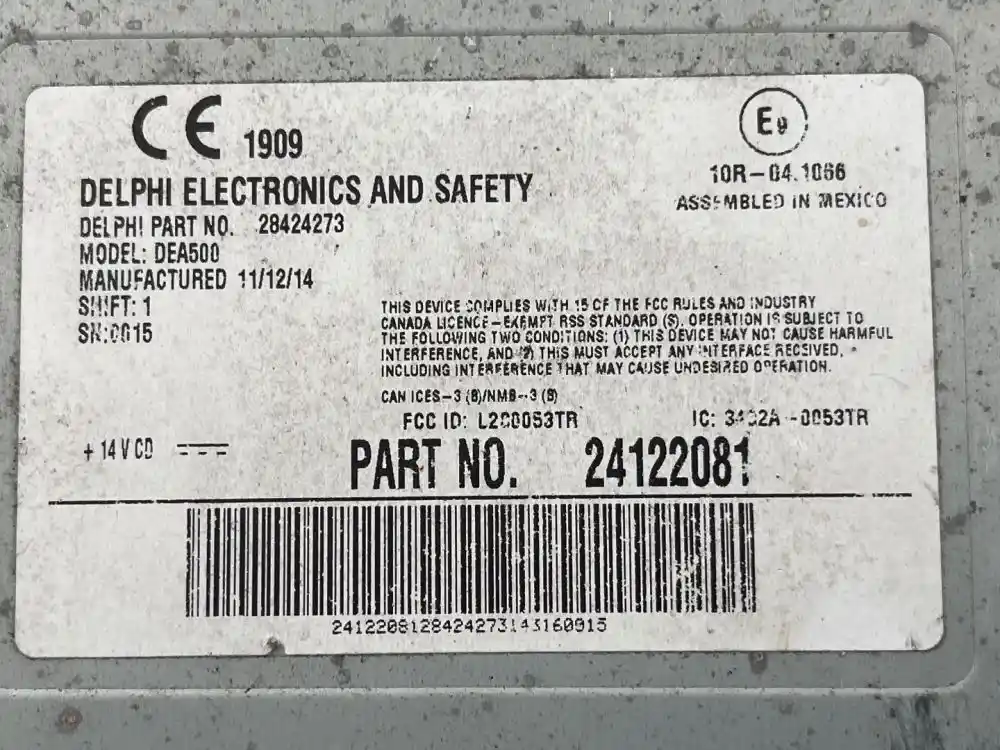 CE 1909
E9
10R-04.1066
ASSEMBLED IN MEXICO
DELPHI ELECTRONICS AND SAFETY
DELPHI PART NO. 28424273
MODEL: DEA500
MANUFACTURED 11/12/14
SHIFT: 1
SN:0015
THIS DEVICE COMPLIES WITH 15 OF THE FCC RULES AND INDUSTRY
CANADA LICENCE-EXEMPT RSS STANDARD (S). OPERATION IS SUBJECT TO
THE FOLLOWING TWO CONDITIONS: (1) THIS DEVICE MAY NOT CAUSE HARMFUL
INTERFERENCE, AND (2) THIS MUST ACCEPT ANY INTERFACE RECEIVED,
INCLUDING INTERFERENCE THAT MAY CAUSE UNDESIRED OPERATION.
CAN ICES-3 (B)/NMB-3 (B)
FCC ID: L2C0053TR IC: 3432A-0053TR
+ 14 V CD
PART NO. 24122081